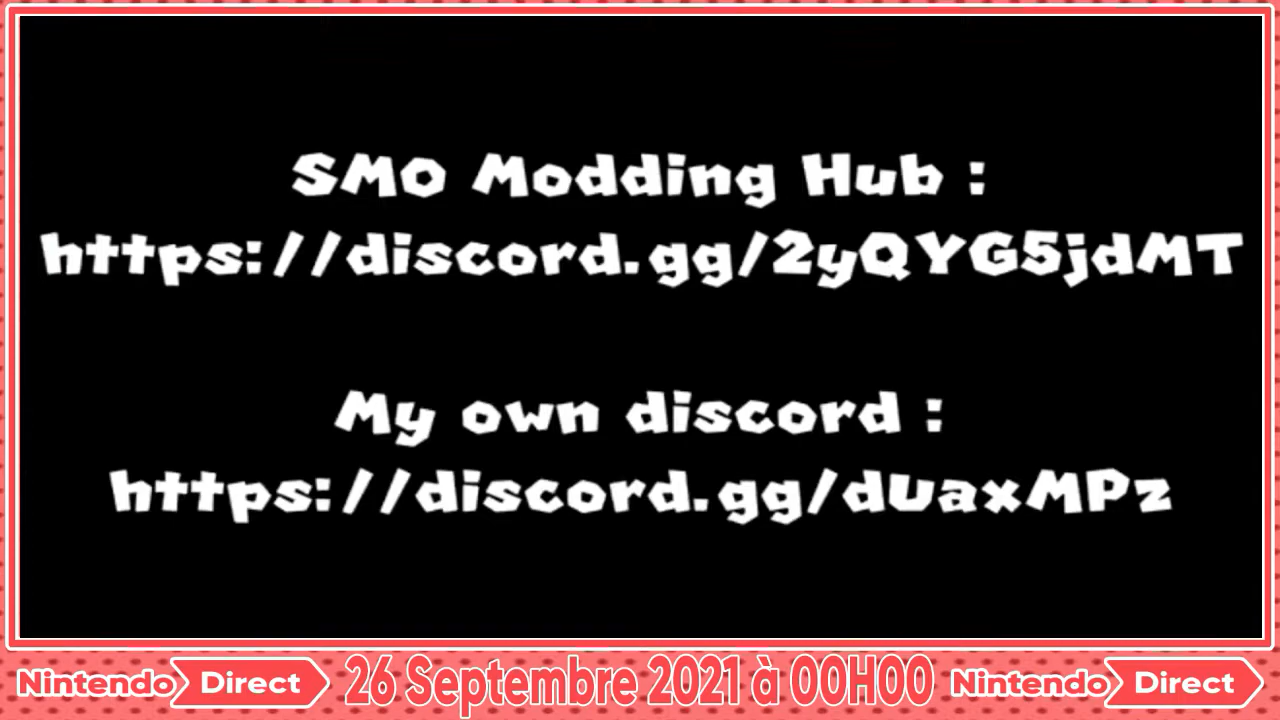 SMO Modding Hub :
https://discord.gg/2yQYG5jdMT
My own discord :
https://discord.gg/dUaxMPz
Nintendo Direct 26 Septembre 2021 à 00H00 Nintendo Direct